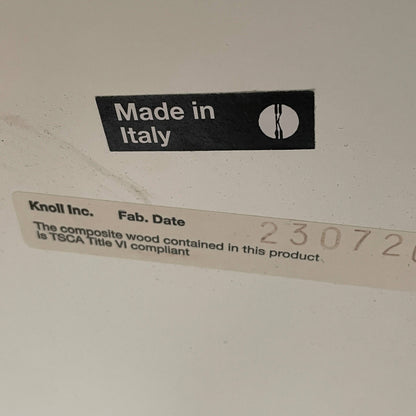 Made in
Italy
Knoll Inc. Fab. Date 230720
The composite wood contained in this product
is TSCA Title VI compliant